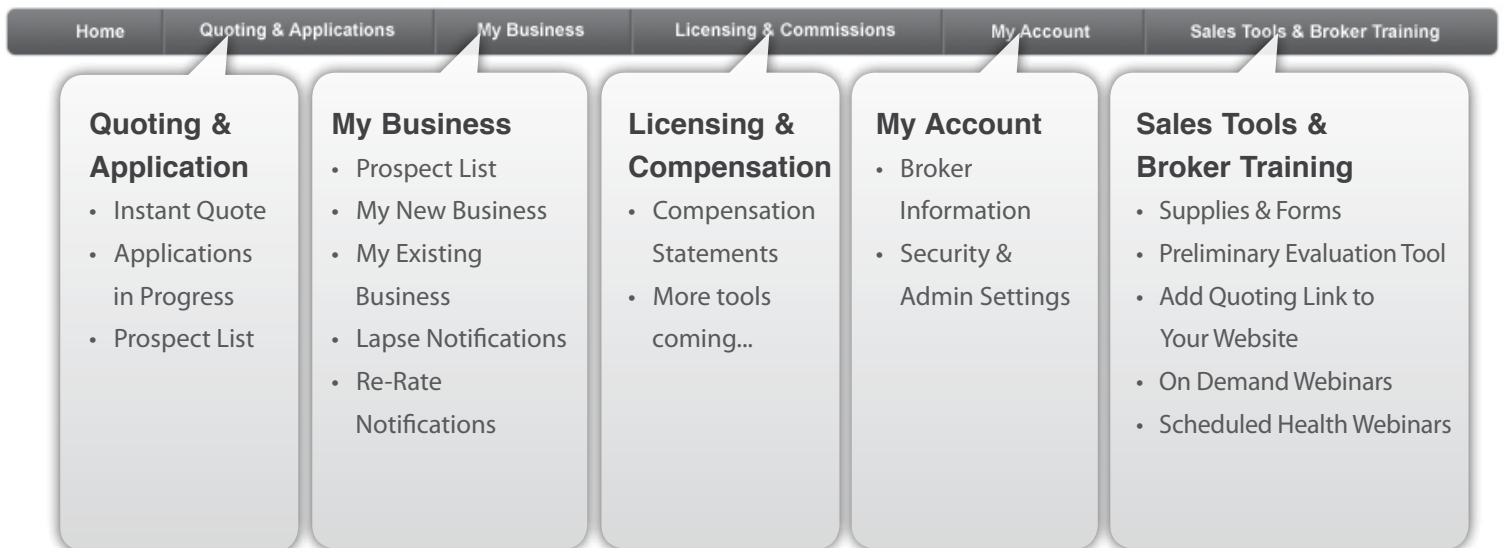 Home Quoting & Applications My Business Licensing & Commissions My Account Sales Tools & Broker Training
Quoting &
Application
• Instant Quote
• Applications
in Progress
• Prospect List
My Business
• Prospect List
• My New Business
• My Existing
Business
• Lapse Notifications
• Re-Rate
Notifications
Licensing &
Compensation
• Compensation
Statements
• More tools
coming...
My Account
• Broker
Information
• Security &
Admin Settings
Sales Tools &
Broker Training
• Supplies & Forms
• Preliminary Evaluation Tool
• Add Quoting Link to
Your Website
• On Demand Webinars
• Scheduled Health Webinars